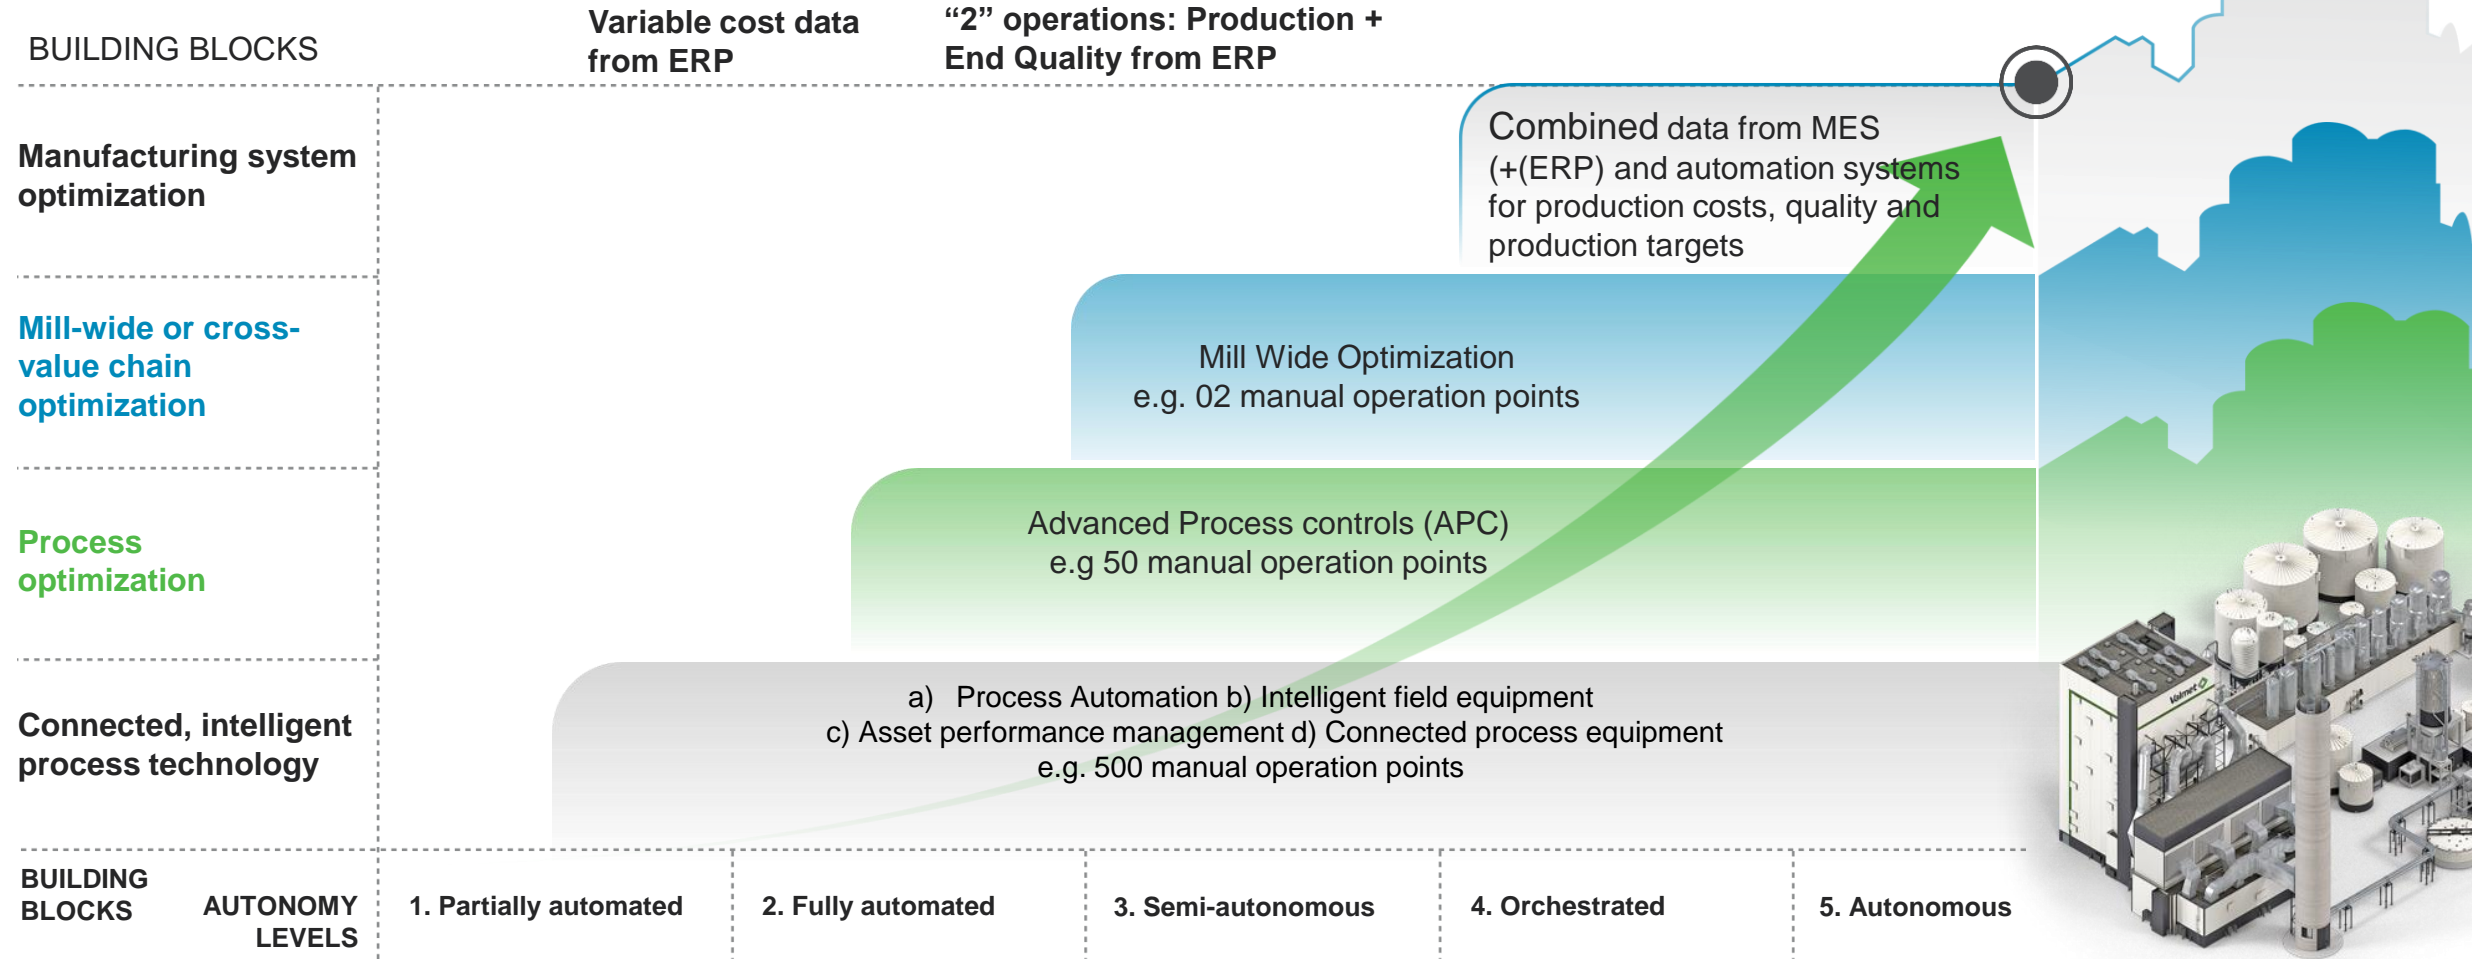 BUILDING BLOCKS
Variable cost data
from ERP
“2” operations: Production +
End Quality from ERP
Manufacturing system
optimization
Combined data from MES
(+(ERP) and automation systems
for production costs, quality and
production targets
Mill-wide or cross-
value chain
optimization
Mill Wide Optimization
e.g. 02 manual operation points
Process
optimization
Advanced Process controls (APC)
e.g 50 manual operation points
Connected, intelligent
process technology
a) Process Automation b) Intelligent field equipment
c) Asset performance management d) Connected process equipment
e.g. 500 manual operation points
Valmet
BUILDING
BLOCKS
AUTONOMY
LEVELS
1. Partially automated
2. Fully automated
3. Semi-autonomous
4. Orchestrated
5. Autonomous